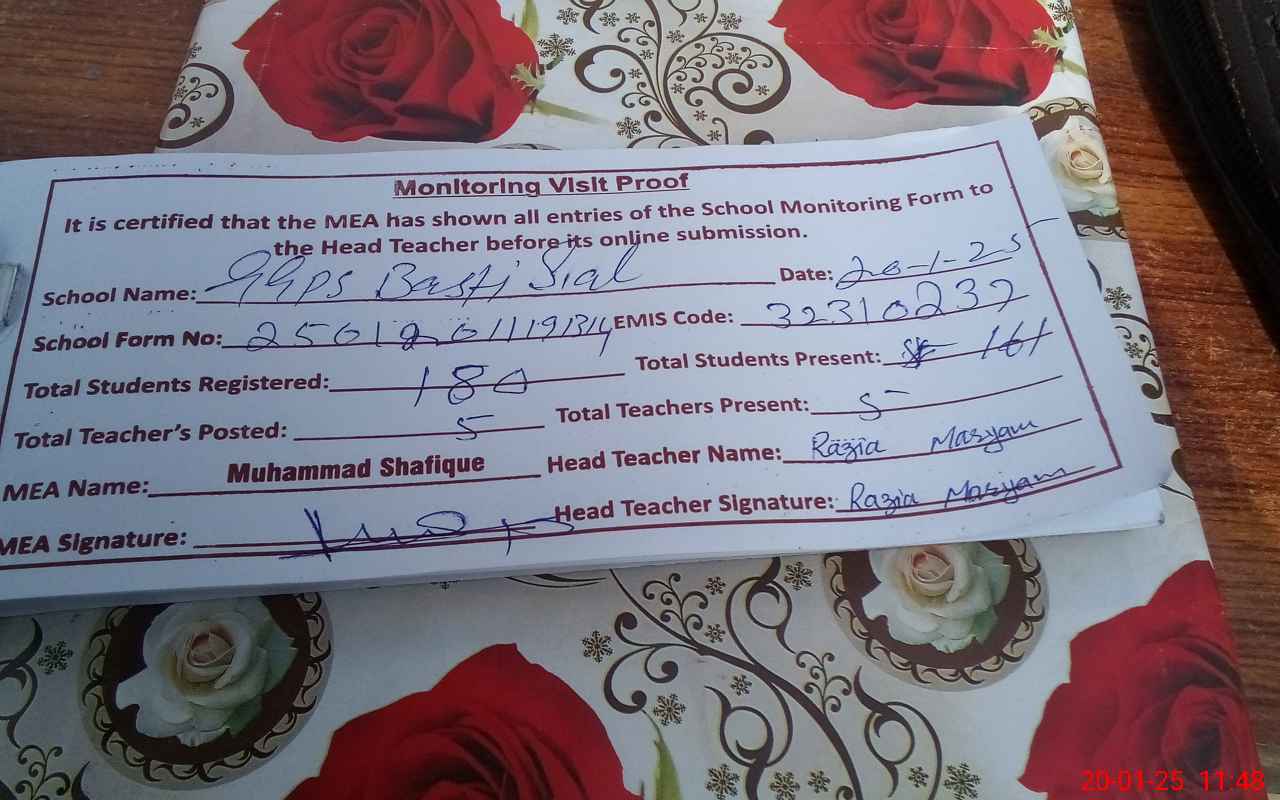 Monitoring Visit Proof
It is certified that the MEA has shown all entries of the School Monitoring Form to
the Head Teacher before its online submission.
School Name: GGPS Basti Sial Date: 20-1-25
School Form No: EMIS Code: 32310237
Total Students Registered: 180 Total Students Present: 161
Total Teacher's Posted: 5 Total Teachers Present: 5
MEA Name: Muhammad Shafique Head Teacher Name: Razia Maryam
MEA Signature: Head Teacher Signature: Razia Maryam
20-01-25 11:48